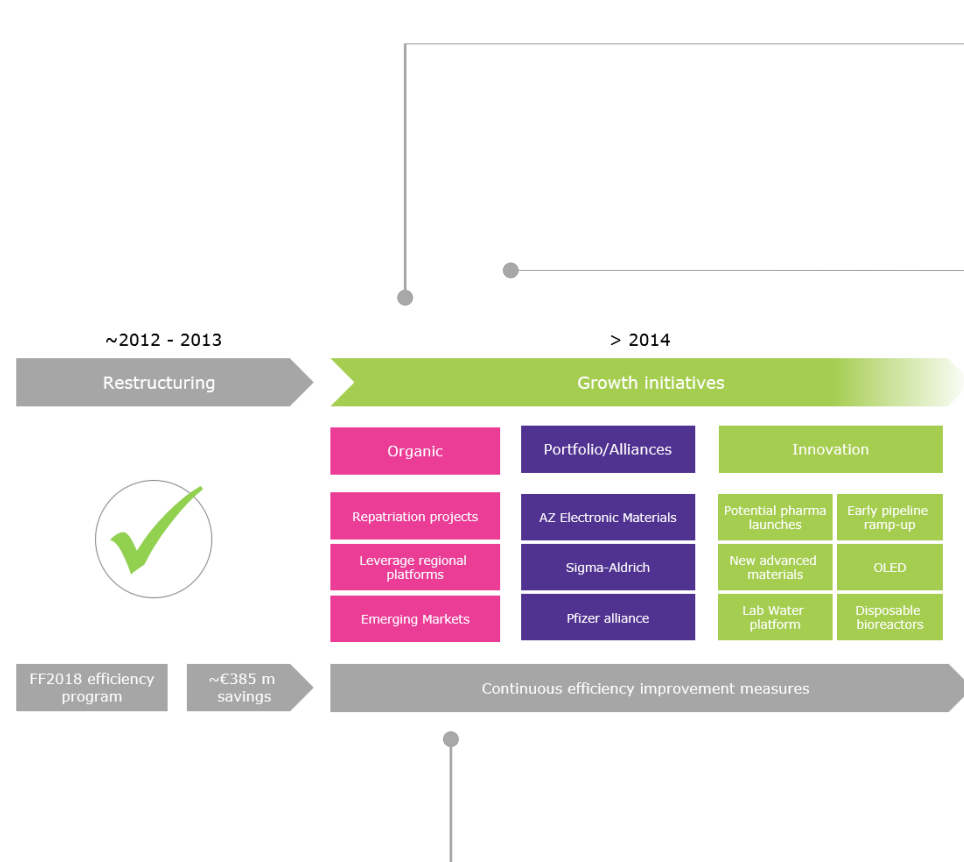 ~2012 - 2013
> 2014
Restructuring
Growth initiatives
Organic
Portfolio/Alliances
Innovation
Repatriation projects
AZ Electronic Materials
Potential pharma
launches
Early pipeline
ramp-up
Leverage regional
platforms
Sigma-Aldrich
New advanced
materials
OLED
Emerging Markets
Pfizer alliance
Lab Water
platform
Disposable
bioreactors
FF2018 efficiency
program
~€385 m
savings
Continuous efficiency improvement measures